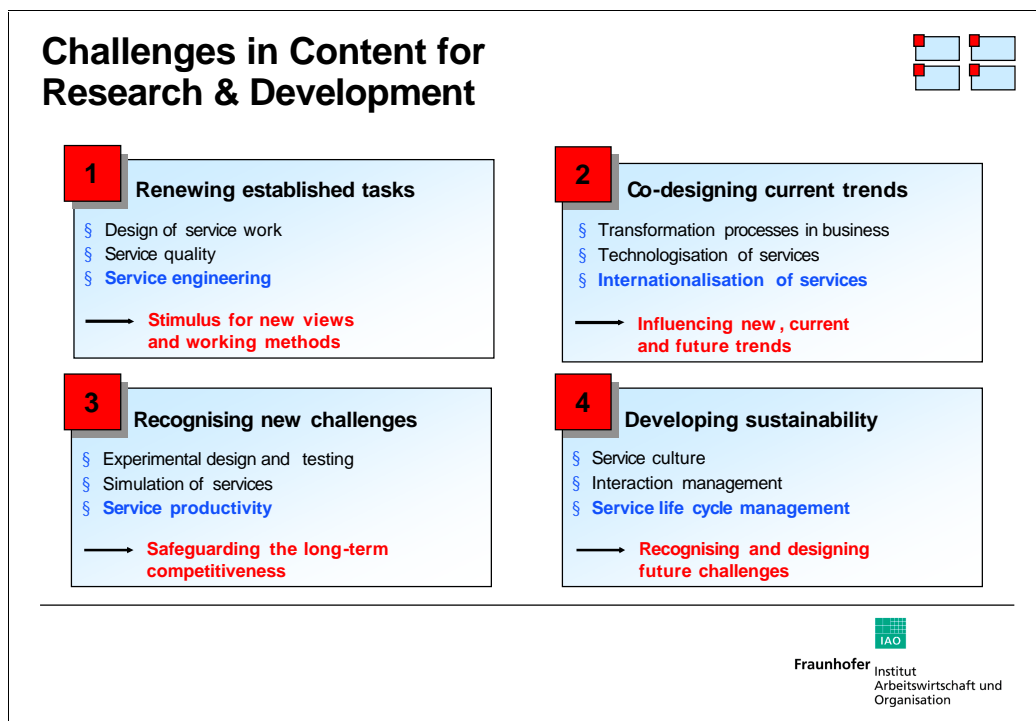 Challenges in Content for
Research & Development
1
Renewing established tasks
§ Design of service work
§ Service quality
§ Service engineering
Stimulus for new views
and working methods
2
Co-designing current trends
§ Transformation processes in business
§ Technologisation of services
§ Internationalisation of services
Influencing new, current
and future trends
3
Recognising new challenges
§ Experimental design and testing
§ Simulation of services
§ Service productivity
Safeguarding the long-term
competitiveness
4
Developing sustainability
§ Service culture
§ Interaction management
§ Service life cycle management
Recognising and designing
future challenges
IAO
Fraunhofer Institut
Arbeitswirtschaft und
Organisation